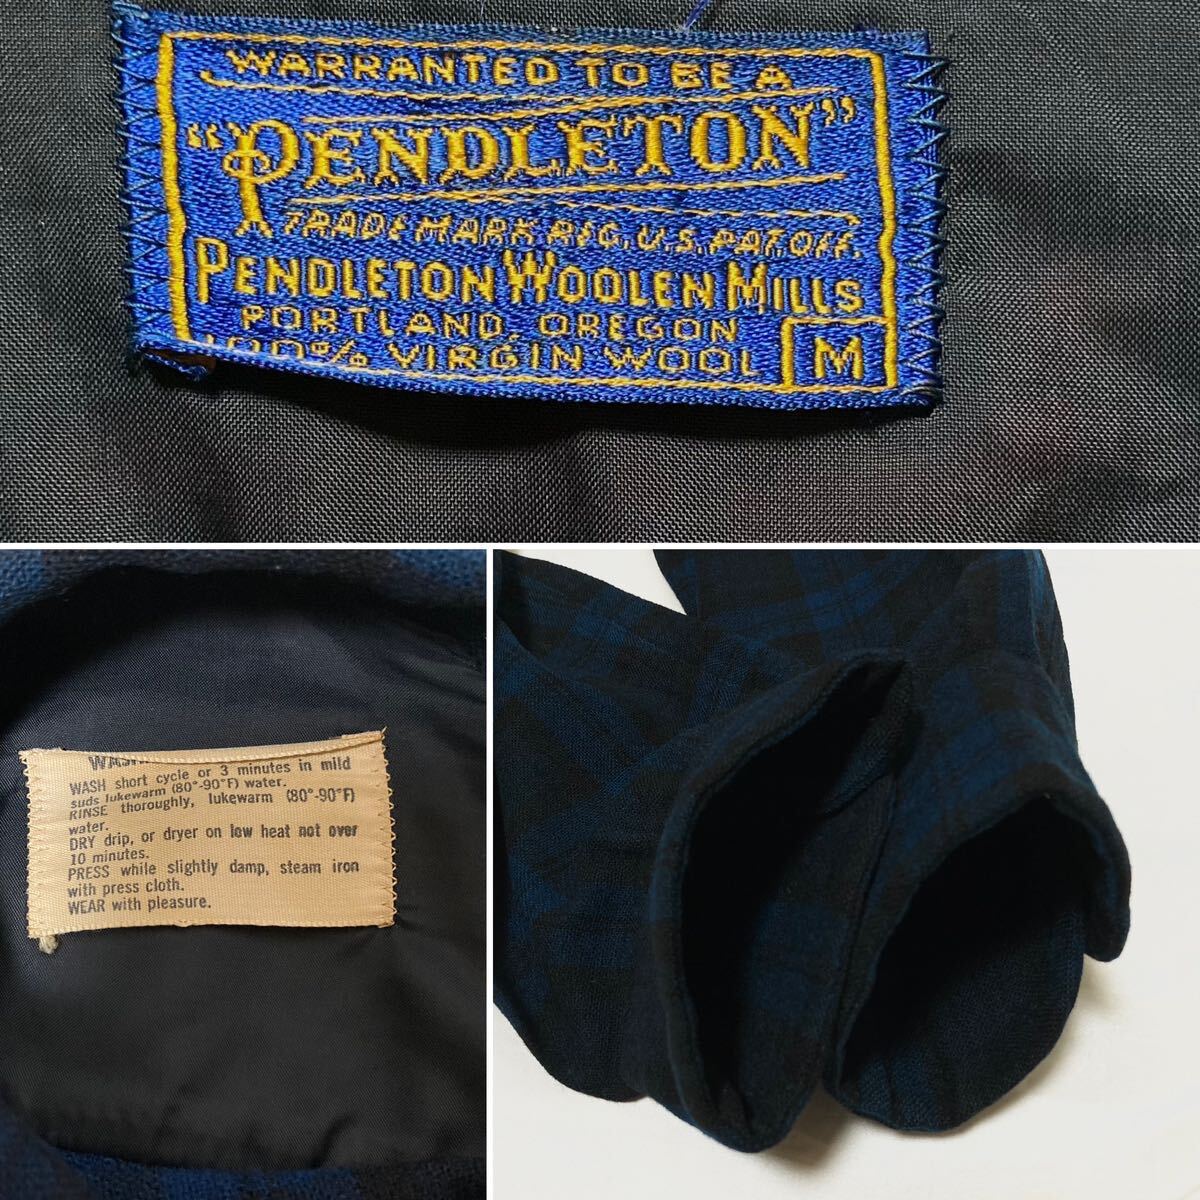 WARRANTED TO BE A
"PENDLETON"
TRADE MARK REG. U.S. PAT. OFF.
PENDLETON WOOLEN MILLS
PORTLAND, OREGON
100% VIRGIN WOOL
M
WASH short cycle or 3 minutes in mild
suds lukewarm (80°-90°F) water.
RINSE thoroughly, lukewarm (80°-90°F)
water.
DRY drip, or dryer on low heat not over
10 minutes.
PRESS while slightly damp, steam iron
with press cloth.
WEAR with pleasure.